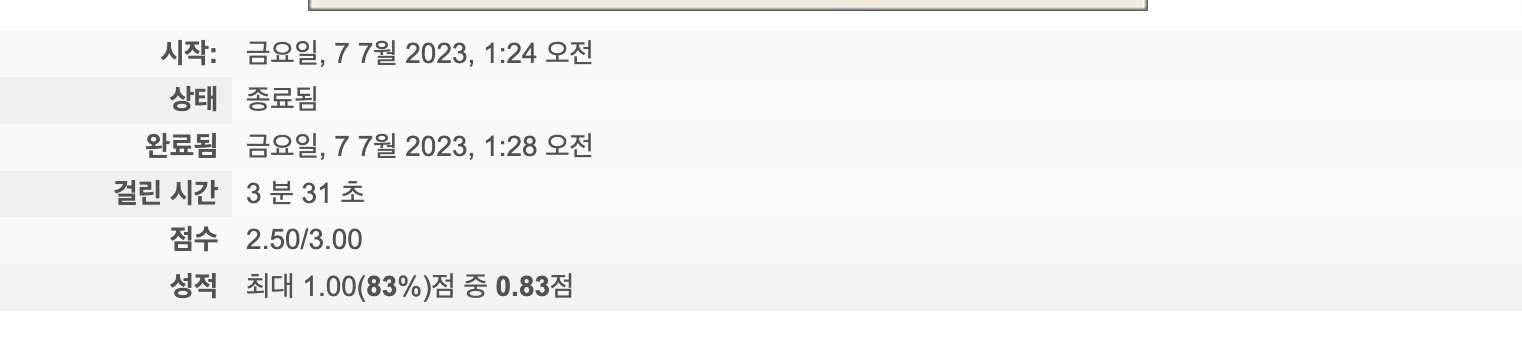 시작: 금요일, 7 7월 2023, 1:24 오전
상태 종료됨
완료됨 금요일, 7 7월 2023, 1:28 오전
걸린 시간 3 분 31 초
점수 2.50/3.00
성적 최대 1.00(83%)점 중 0.83점